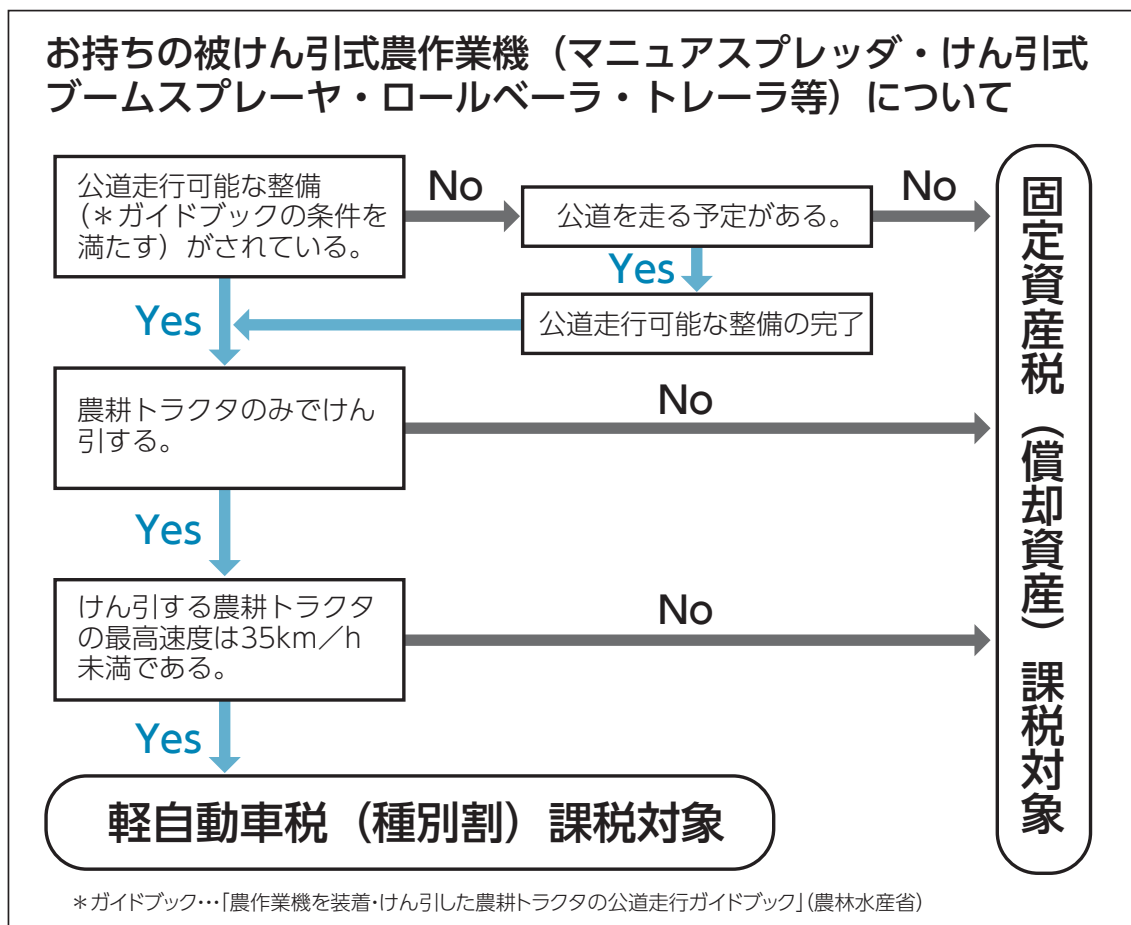 お持ちの被けん引式農作業機（マニュアスプレッダ・けん引式
ブームスプレーヤ・ロールベーラ・トレーラ等）について
公道走行可能な整備
（＊ガイドブックの条件を
満たす）がされている。
No
公道を走る予定がある。
No
Yes
Yes
公道走行可能な整備の完了
農耕トラクタのみでけん
引する。
No
Yes
けん引する農耕トラクタ
の最高速度は35km／h
未満である。
No
Yes
軽自動車税（種別割）課税対象
固定資産税（償却資産）課税対象
＊ガイドブック･･･「農作業機を装着・けん引した農耕トラクタの公道走行ガイドブック」（農林水産省）